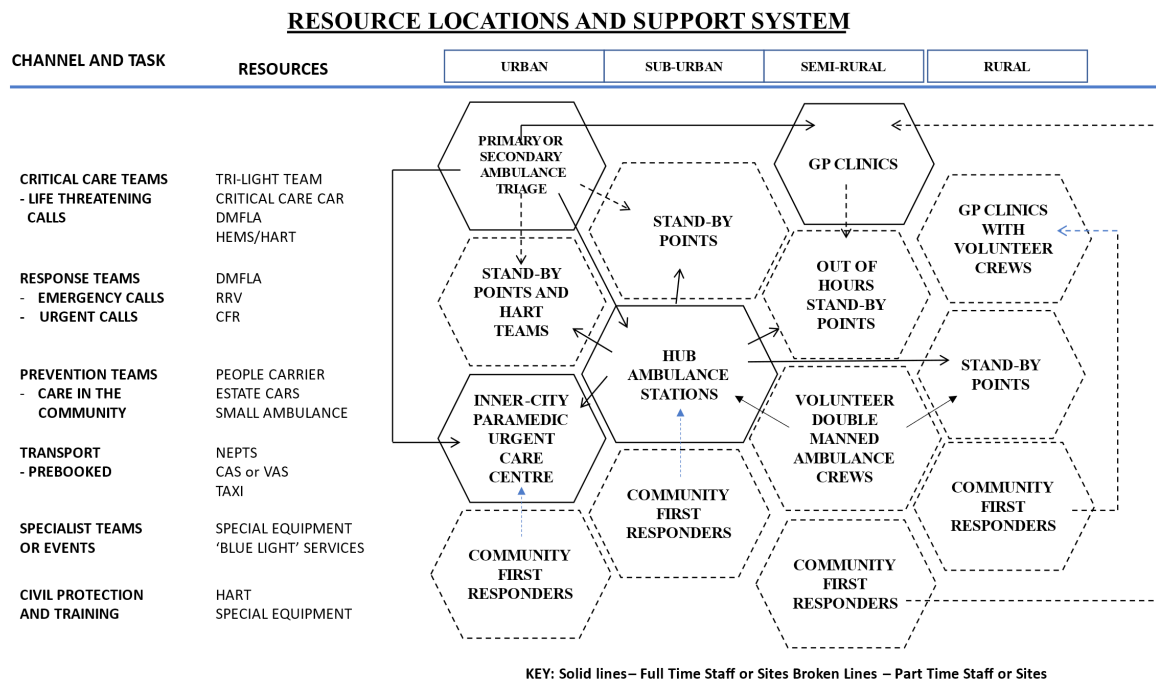 RESOURCE LOCATIONS AND SUPPORT SYSTEM
CHANNEL AND TASK
RESOURCES
URBAN
SUB-URBAN
SEMI-RURAL
RURAL
CRITICAL CARE TEAMS
- LIFE THREATENING
CALLS
TRI-LIGHT TEAM
CRITICAL CARE CAR
DMFLA
HEMS/HART
RESPONSE TEAMS
- EMERGENCY CALLS
- URGENT CALLS
DMFLA
RRV
CFR
PREVENTION TEAMS
- CARE IN THE
COMMUNITY
PEOPLE CARRIER
ESTATE CARS
SMALL AMBULANCE
TRANSPORT
- PREBOOKED
NEPTS
CAS or VAS
TAXI
SPECIALIST TEAMS
OR EVENTS
SPECIAL EQUIPMENT
‘BLUE LIGHT’ SERVICES
CIVIL PROTECTION
AND TRAINING
HART
SPECIAL EQUIPMENT
PRIMARY OR
SECONDARY
AMBULANCE
TRIAGE
STAND-BY
POINTS AND
HART
TEAMS
INNER-CITY
PARAMEDIC
URGENT
CARE
CENTRE
COMMUNITY
FIRST
RESPONDERS
STAND-BY
POINTS
HUB
AMBULANCE
STATIONS
COMMUNITY
FIRST
RESPONDERS
GP CLINICS
OUT OF
HOURS
STAND-BY
POINTS
VOLUNTEER
DOUBLE
MANNED
AMBULANCE
CREWS
COMMUNITY
FIRST
RESPONDERS
GP CLINICS
WITH
VOLUNTEER
CREWS
STAND-BY
POINTS
COMMUNITY
FIRST
RESPONDERS
KEY: Solid lines – Full Time Staff or Sites Broken Lines – Part Time Staff or Sites